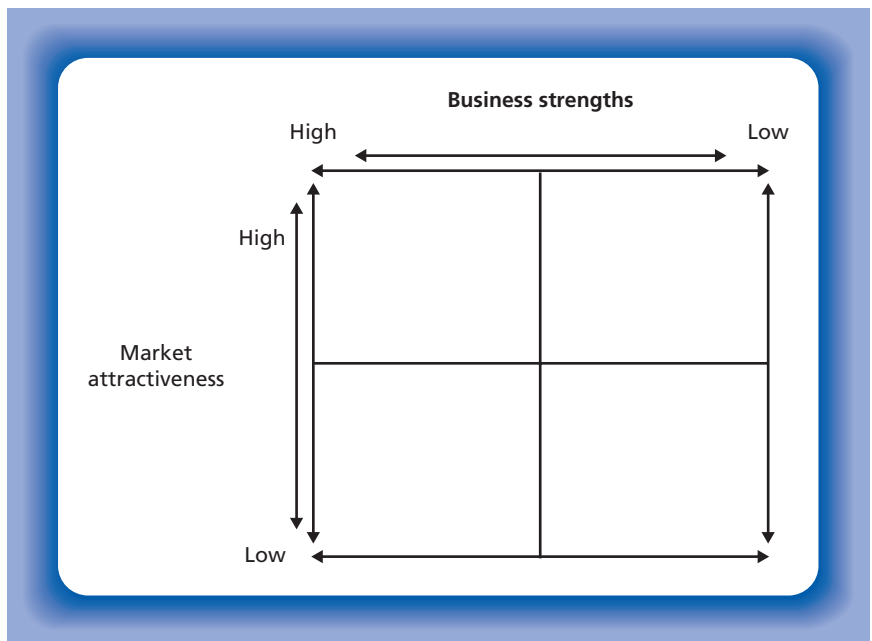 Business strengths
High
Low
High
Market
attractiveness
Low